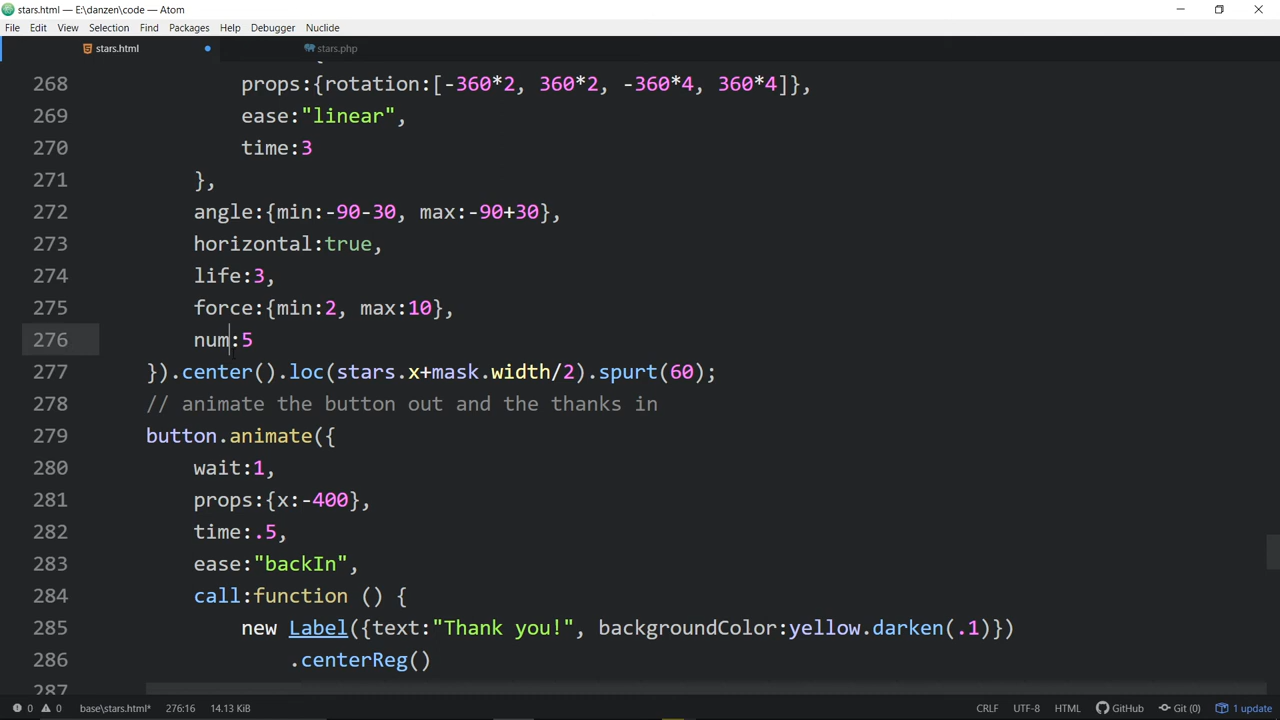 stars.html — E:\danzen\code — Atom
File Edit View Selection Find Packages Help Debugger Nuclide
stars.html stars.php
268 props:{rotation:[-360*2, 360*2, -360*4, 360*4]},
269 ease:"linear",
270 time:3
271 },
272 angle:{min:-90-30, max:-90+30},
273 horizontal:true,
274 life:3,
275 force:{min:2, max:10},
276 num:5
277 }).center().loc(stars.x+mask.width/2).spurt(60);
278 // animate the button out and the thanks in
279 button.animate({
280 wait:1,
281 props:{x:-400},
282 time:.5,
283 ease:"backIn",
284 call:function () {
285 new Label({text:"Thank you!", backgroundColor:yellow.darken(.1)})
286 .centerReg()
287
0 0 base\stars.html* 276:16 14.13 KiB CRLF UTF-8 HTML GitHub Git (0) 1 update